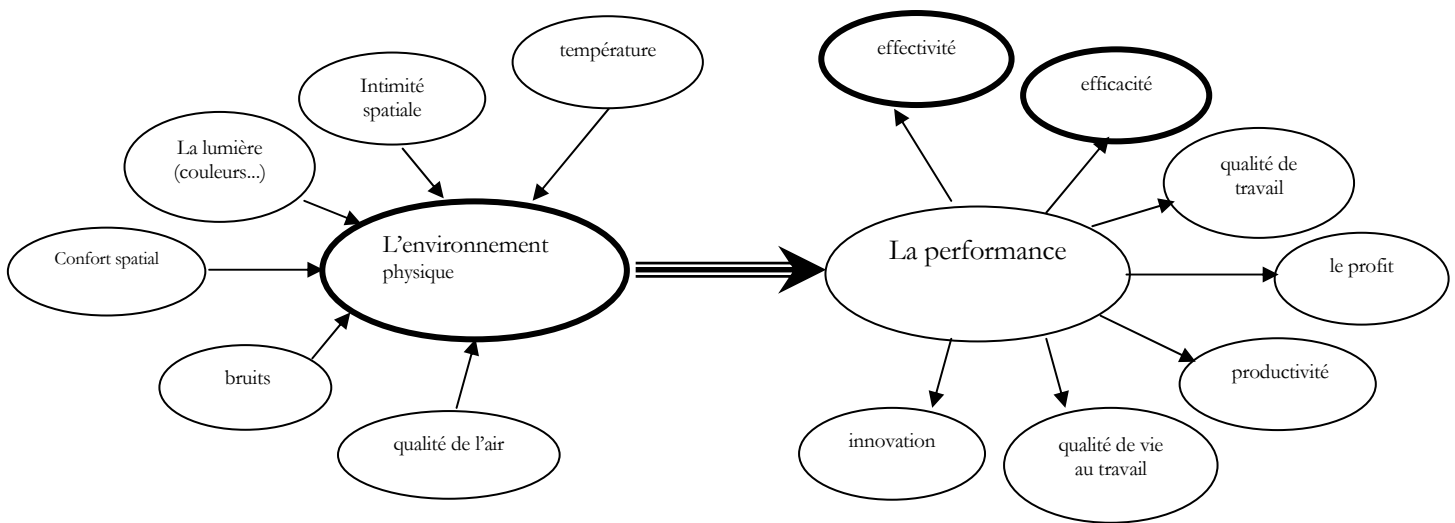 température
Intimité
spatiale
La lumière
(couleurs...)
Confort spatial
L'environnement
physique
bruits
qualité de l'air
effectivité
efficacité
qualité de
travail
La performance
le profit
productivité
innovation
qualité de vie
au travail